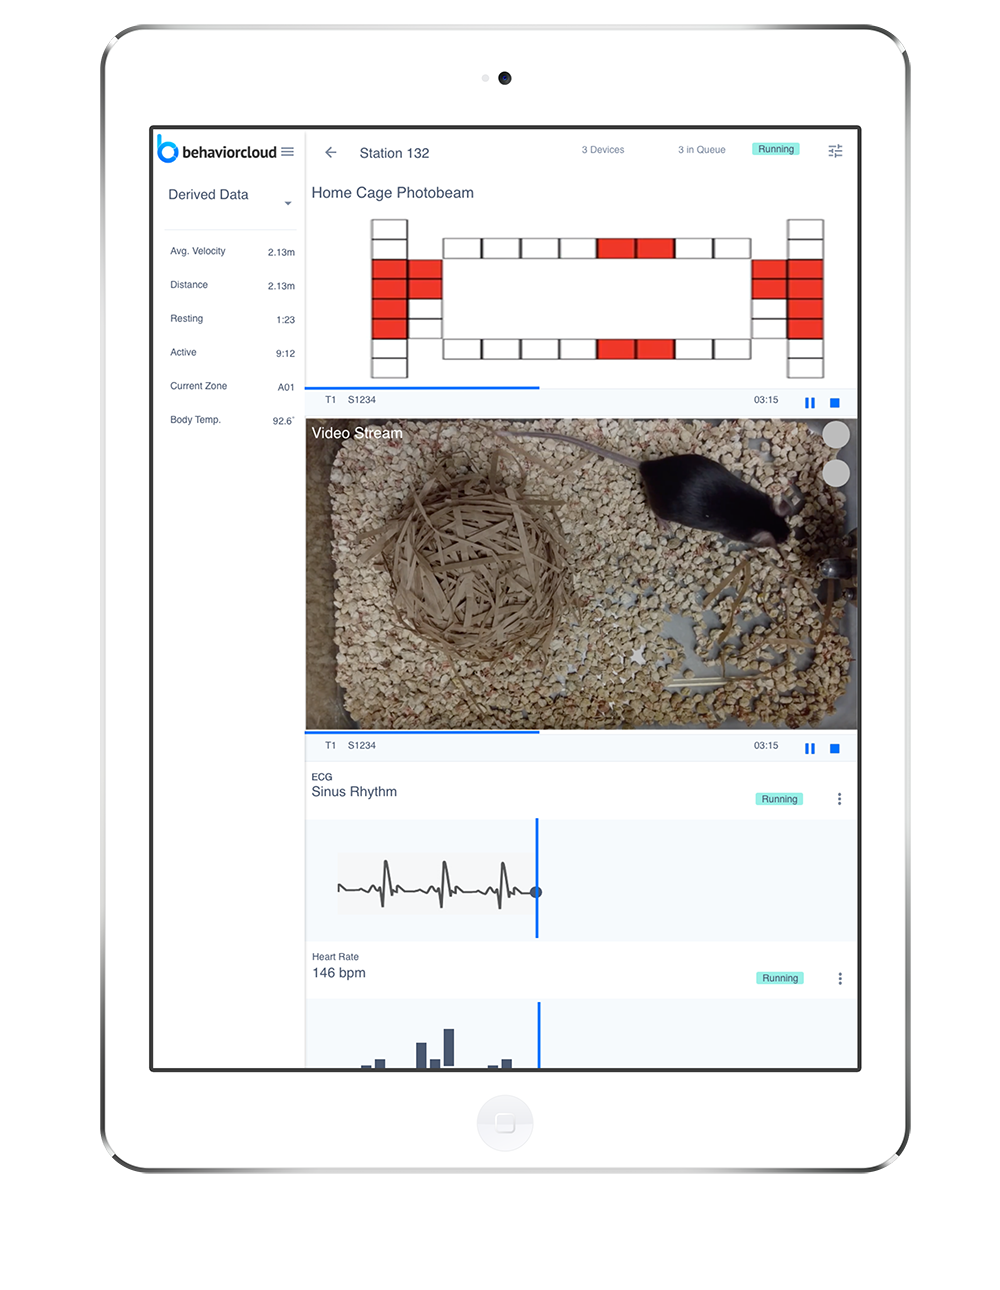 behaviorcloud
Station 132
3 Devices
3 in Queue
Running
Derived Data
Home Cage Photobeam
Avg. Velocity 2.13m
Distance 2.13m
Resting 1:23
Active 9:12
Current Zone A01
Body Temp. 92.6°
T1 S1234 03:15
Video Stream
T1 S1234 03:15
ECG
Sinus Rhythm
Running
Heart Rate
146 bpm
Running